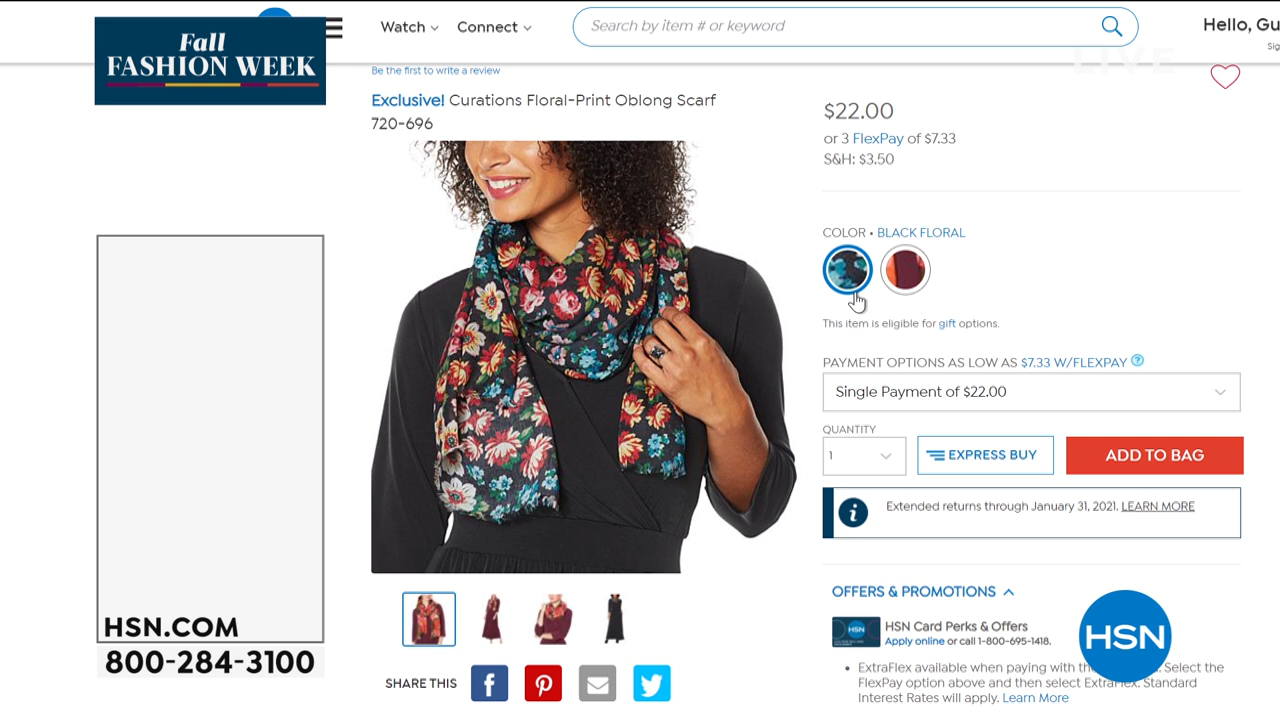 Fall
FASHION WEEK
Watch
Connect
Search by item # or keyword
Hello, Gu
Sig
LIVE
Be the first to write a review
Exclusive! Curations Floral-Print Oblong Scarf
720-696
$22.00
or 3 FlexPay of $7.33
S&H: $3.50
COLOR • BLACK FLORAL
This item is eligible for gift options.
PAYMENT OPTIONS AS LOW AS $7.33 W/FLEXPAY ?
Single Payment of $22.00
QUANTITY
1
EXPRESS BUY
ADD TO BAG
i
Extended returns through January 31, 2021. LEARN MORE
OFFERS & PROMOTIONS
HSN
HSN Card Perks & Offers
Apply online or call 1-800-695-1418.
• ExtraFlex available when paying with th Select the
FlexPay option above and then select ExtraFlex. Standard
Interest Rates will apply. Learn More
HSN
HSN.COM
800-284-3100
SHARE THIS